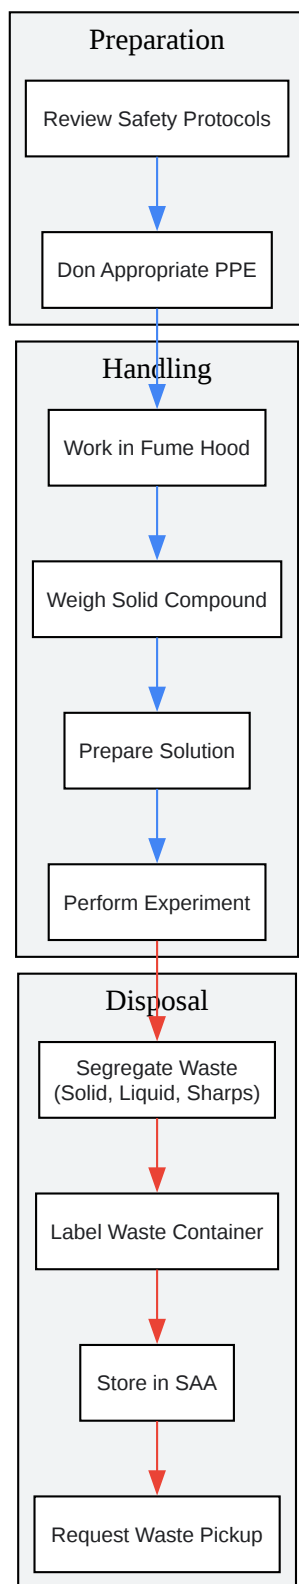 Preparation
Review Safety Protocols
Don Appropriate PPE
Handling
Work in Fume Hood
Weigh Solid Compound
Prepare Solution
Perform Experiment
Disposal
Segregate Waste
(Solid, Liquid, Sharps)
Label Waste Container
Store in SAA
Request Waste Pickup